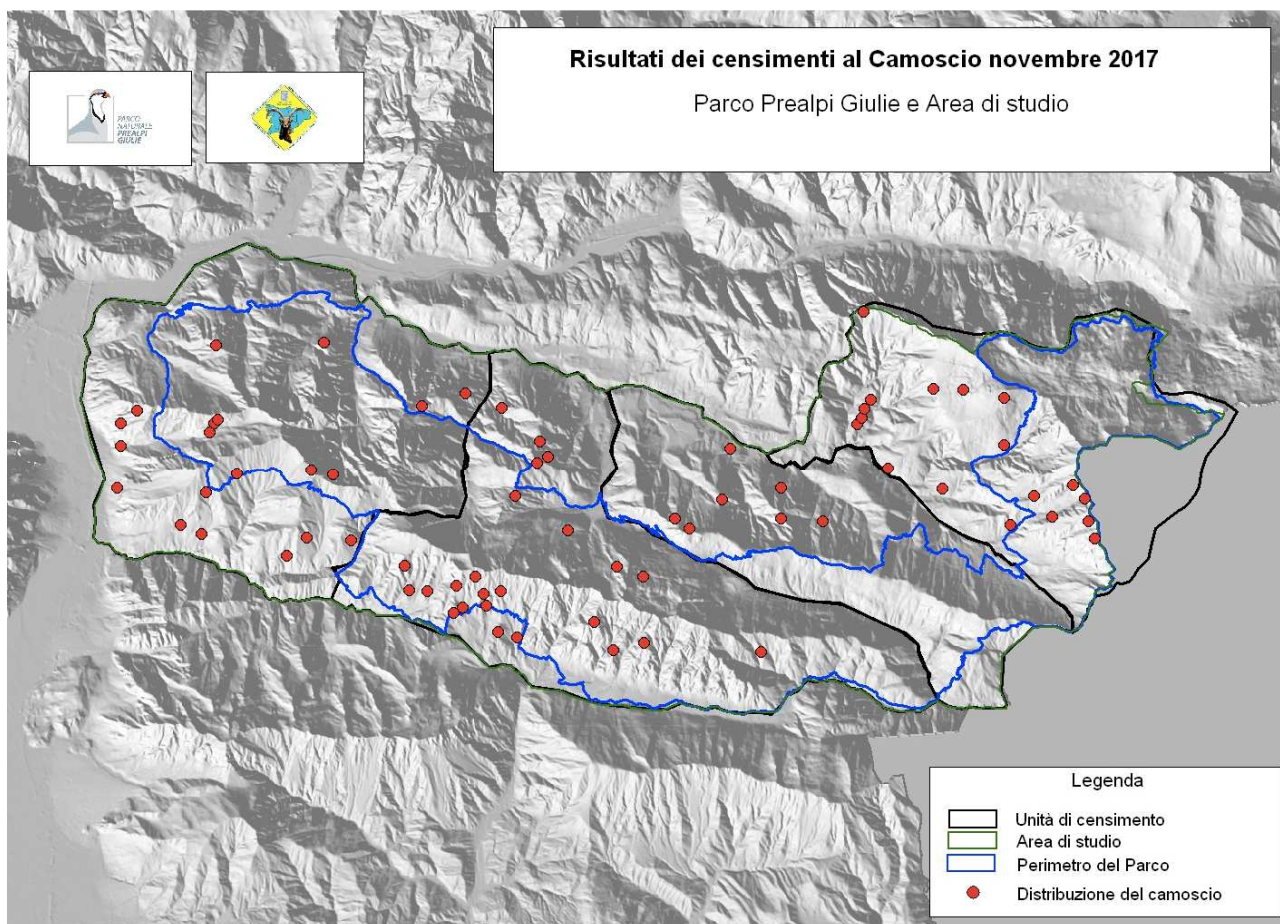 Risultati dei censimenti al Camoscio novembre 2017
Parco Prealpi Giulie e Area di studio
PARCO
NATURALE
PREALPI
GIULIE
Legenda
Unità di censimento
Area di studio
Perimetro del Parco
Distribuzione del camoscio